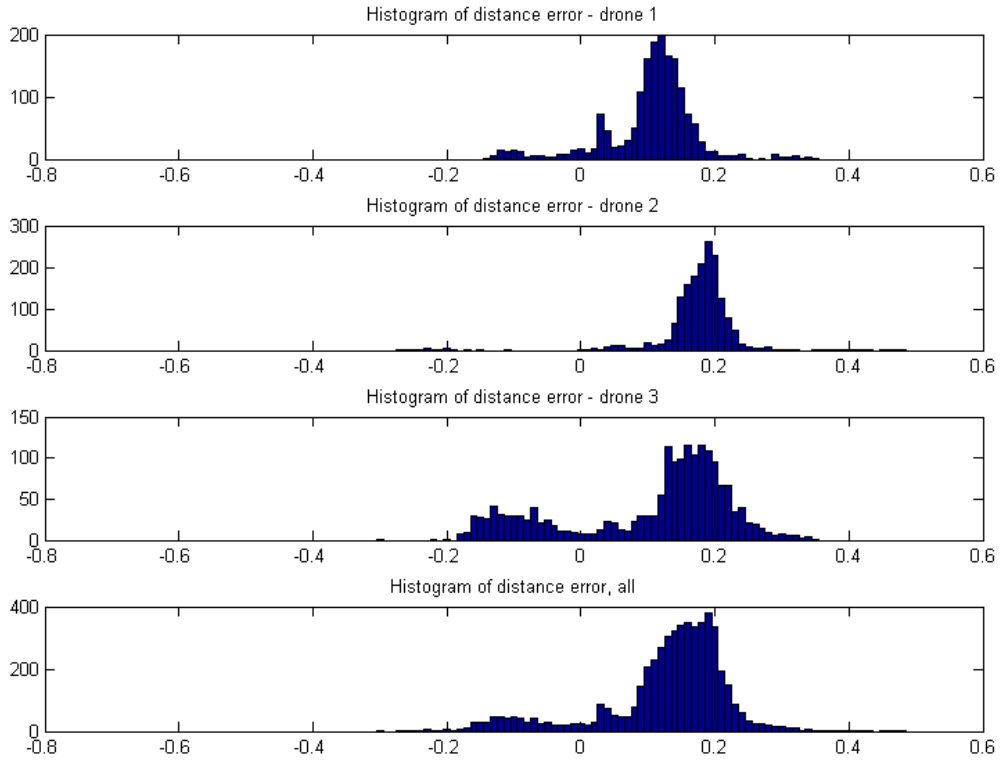 Histogram of distance error - drone 1
200
100
0
-0.8 -0.6 -0.4 -0.2 0 0.2 0.4 0.6
Histogram of distance error - drone 2
300
200
100
0
-0.8 -0.6 -0.4 -0.2 0 0.2 0.4 0.6
Histogram of distance error - drone 3
150
100
50
0
-0.8 -0.6 -0.4 -0.2 0 0.2 0.4 0.6
Histogram of distance error, all
400
200
0
-0.8 -0.6 -0.4 -0.2 0 0.2 0.4 0.6